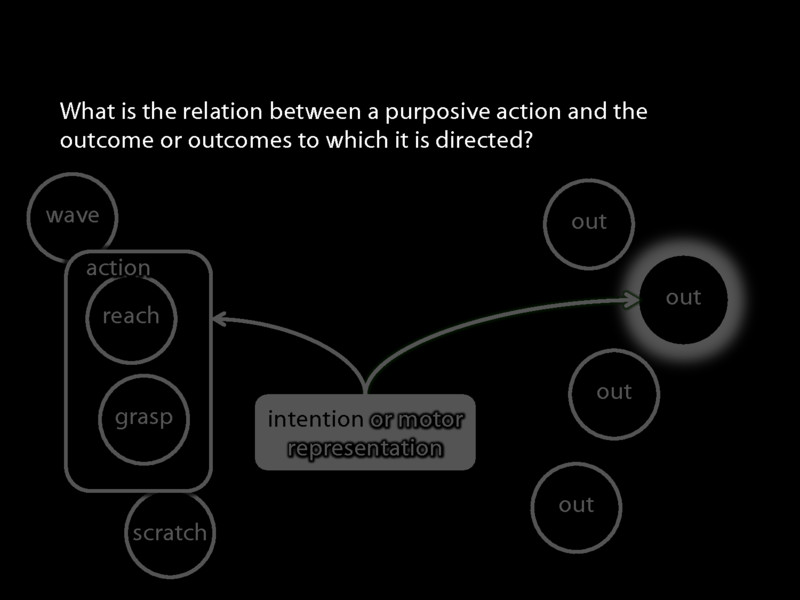 What is the relation between a purposive action and the
outcome or outcomes to which it is directed?
wave
out
action
reach
out
grasp
out
intention or motor
representation
scratch
out